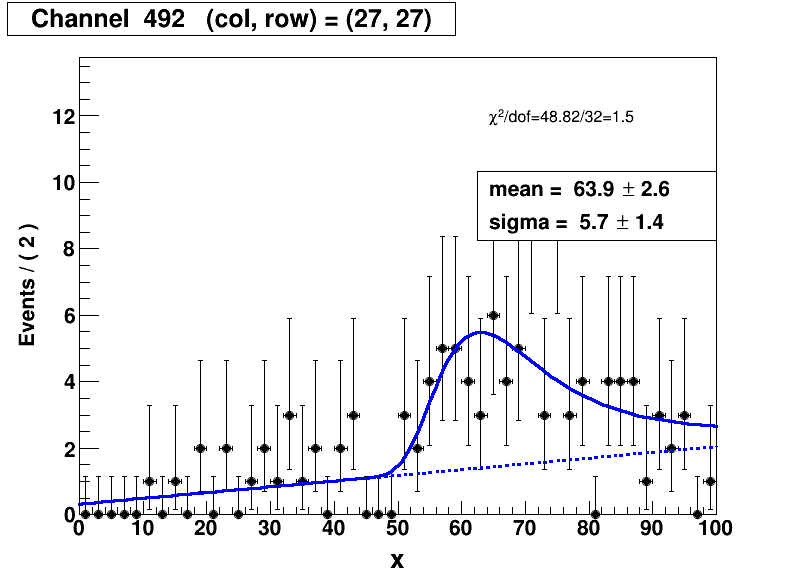 Channel 492 (col, row) = (27, 27)
χ²/dof=48.82/32=1.5
mean = 63.9 ± 2.6
sigma = 5.7 ± 1.4
Events / ( 2 )
12
10
8
6
4
2
0
0 10 20 30 40 50 60 70 80 90 100
x